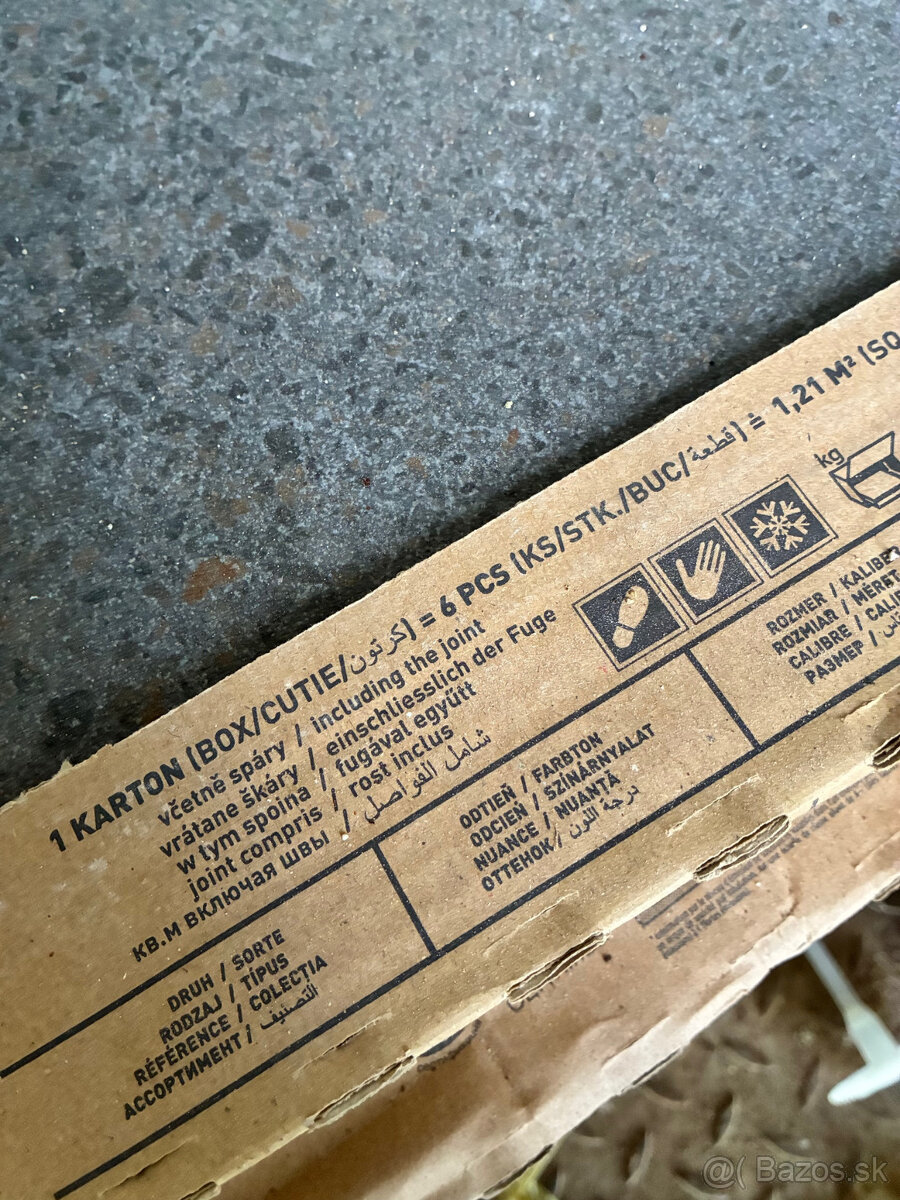 1 KARTON (BOX/CUTIE/كرتون) = 6 PCS (KS/STK./BUC/قطعة) ≐ 1,21 M² (SQ
včetně spáry / including the joint
vrátane škáry / einschliesslich der Fuge
w tym spoina / fugával együtt
joint compris / rost inclus
КВ.М ВКЛЮЧАЯ ШВЫ / شامل الفواصل
kg
DRUH / SORTE
RODZAJ / TÍPUS
RÉFÉRENCE / COLECȚIA
АССОРТИМЕНТ / التصنيف
ODTIEŇ / FARBTON
ODCIEŃ / SZÍNÁRNYALAT
NUANCE / NUANȚĂ
ОТТЕНОК / درجة اللون
ROZMER / KALIBE
ROZMIAR / MÉRET
CALIBRE / CALIB
РАЗМЕР /
@( Bazos.sk